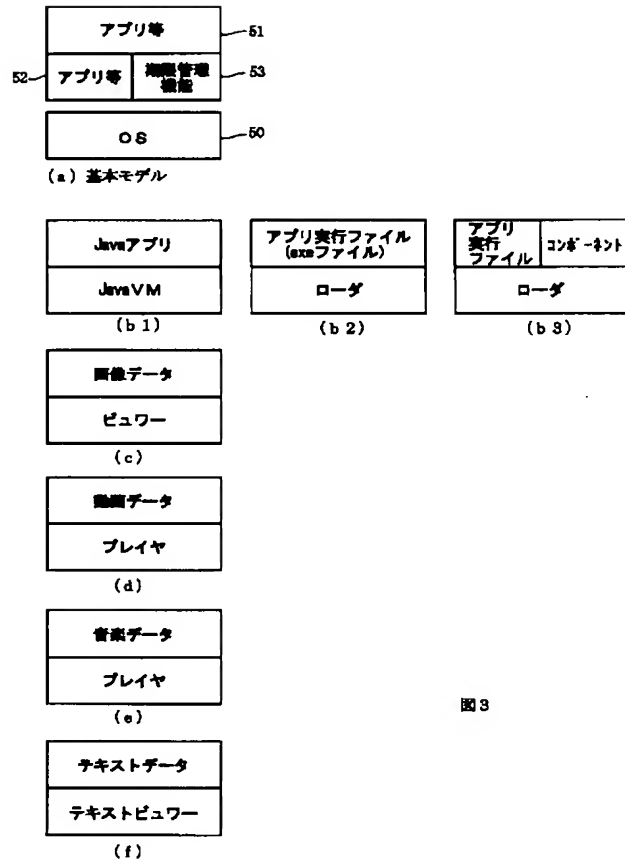 アプリ等
51
52
アプリ等
期限管理
機能
53
OS
50
(a) 基本モデル
Javaアプリ
JavaVM
(b1)
アプリ実行ファイル
(exeファイル)
ローダ
(b2)
アプリ
実行
ファイル
コンポーネント
ローダ
(b3)
画像データ
ビュワー
(c)
動画データ
プレイヤ
(d)
音楽データ
プレイヤ
(e)
図3
テキストデータ
テキストビュワー
(f)